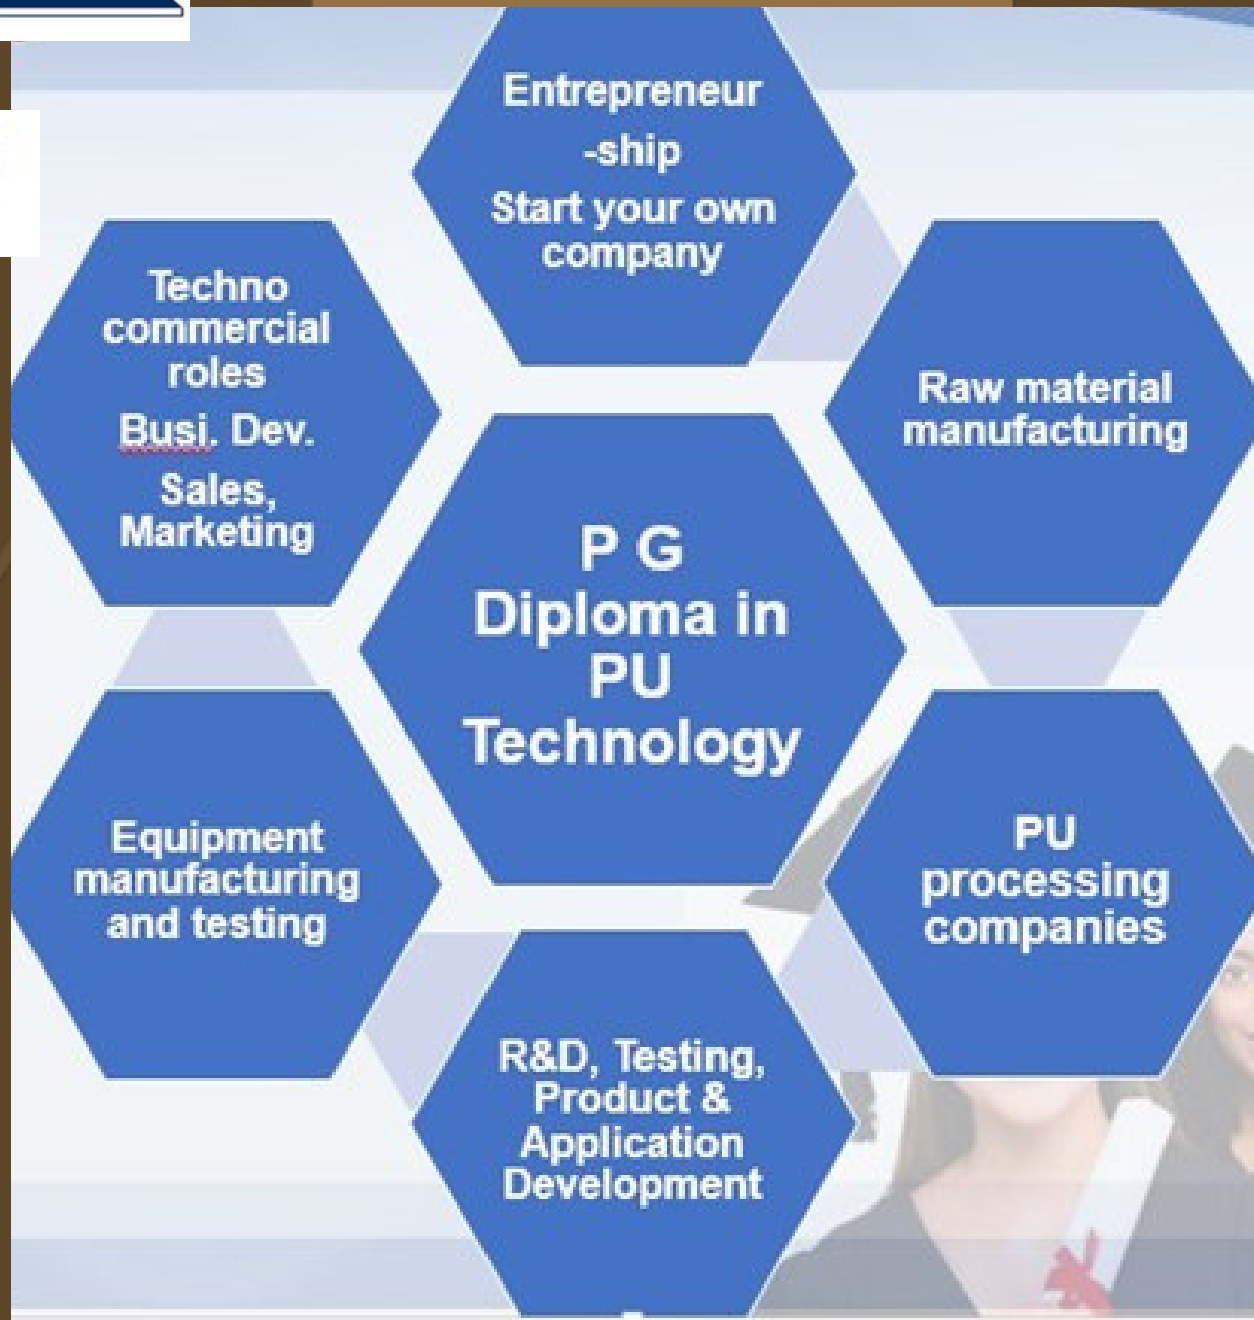 Entrepreneur
-ship
Start your own
company
Techno
commercial
roles
Busi. Dev.
Sales,
Marketing
Raw material
manufacturing
P G
Diploma in
PU
Technology
Equipment
manufacturing
and testing
PU
processing
companies
R&D, Testing,
Product &
Application
Development